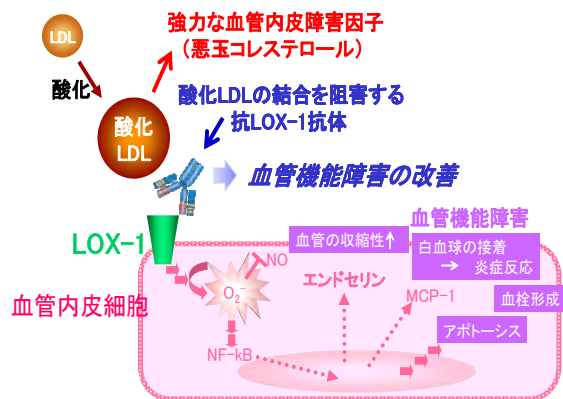 LDL
強力な血管内皮障害因子
（悪玉コレステロール）
酸化
酸化LDLの結合を阻害する
抗LOX-1抗体
酸化
LDL
血管機能障害の改善
LOX-1
血管機能障害
血管の収縮性↑
白血球の接着
→ 炎症反応
NO
エンドセリン
O₂⁻
MCP-1
血栓形成
血管内皮細胞
アポトーシス
NF-kB